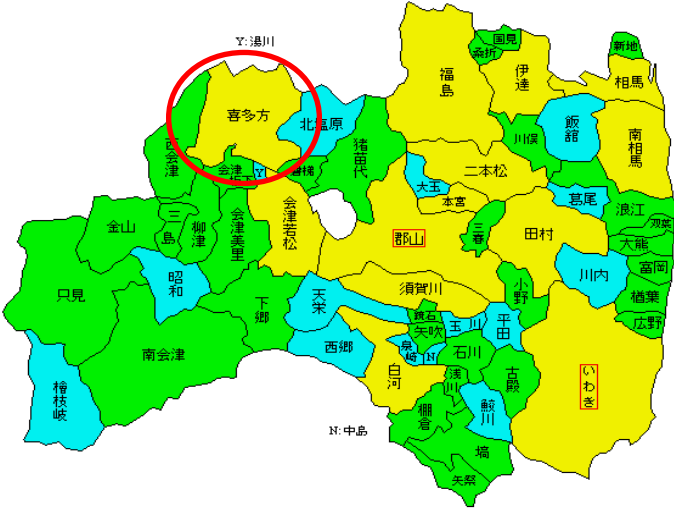 Y:湯川
国見
桑折
新地
福島
伊達
相馬
喜多方
北塩原
飯舘
川俣
南相馬
西会津
猪苗代
会津
坂下
Y
磐梯
二本松
大玉
本宮
葛尾
浪江
双葉
金山
三島
柳津
会津美里
会津若松
郡山
三春
田村
大熊
富岡
川内
只見
昭和
須賀川
小野
楢葉
下郷
天栄
鏡石
玉川
平田
広野
矢吹
南会津
西郷
泉崎
N
石川
白河
浅川
古殿
いわき
檜枝岐
棚倉
鮫川
N:中島
塙
矢祭